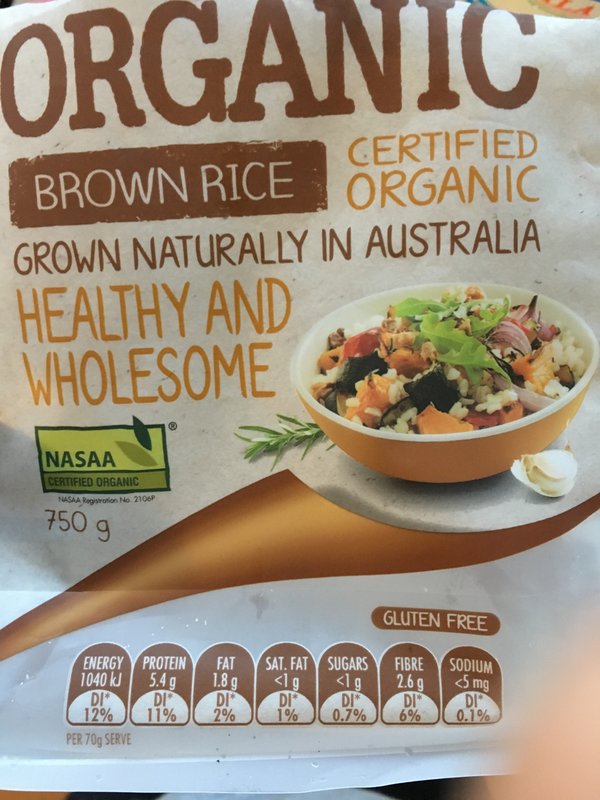 ORGANIC
BROWN RICE
CERTIFIED
ORGANIC
GROWN NATURALLY IN AUSTRALIA
HEALTHY AND
WHOLESOME
NASAA
®
CERTIFIED ORGANIC
NASAA Registration No. 2106P
750 g
GLUTEN FREE
ENERGY PROTEIN FAT SAT. FAT SUGARS FIBRE SODIUM
1040 kJ 5.4 g 1.8 g <1 g <1 g 2.6 g <5 mg
DI* DI* DI* DI* DI* DI* DI*
12% 11% 2% 1% 0.7% 6% 0.1%
PER 70g SERVE